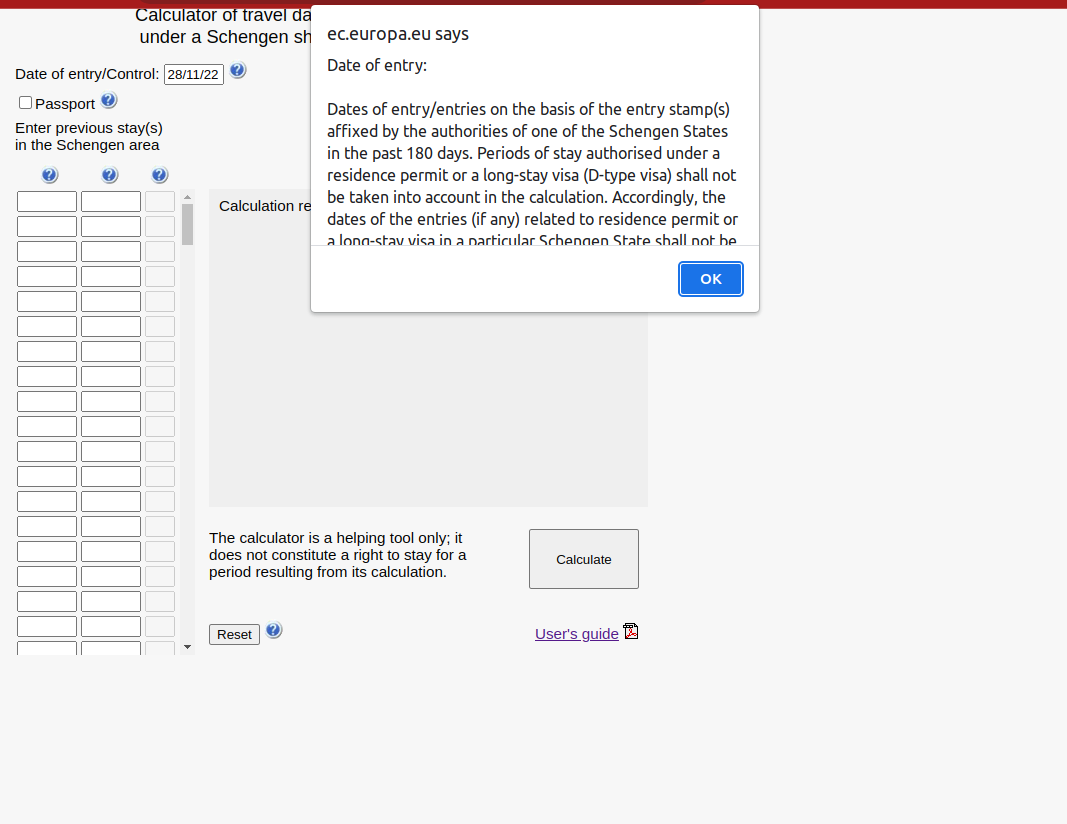 Calculator of travel da
under a Schengen sh
ec.europa.eu says
Date of entry:
Dates of entry/entries on the basis of the entry stamp(s)
affixed by the authorities of one of the Schengen States
in the past 180 days. Periods of stay authorised under a
residence permit or a long-stay visa (D-type visa) shall not
be taken into account in the calculation. Accordingly, the
dates of the entries (if any) related to residence permit or
a long-stay visa in a particular Schengen State shall not be
OK
Date of entry/Control: 28/11/22 ?
Passport ?
Enter previous stay(s)
in the Schengen area
? ? ?
Calculation re
The calculator is a helping tool only; it
does not constitute a right to stay for a
period resulting from its calculation.
Calculate
Reset ?
User's guide